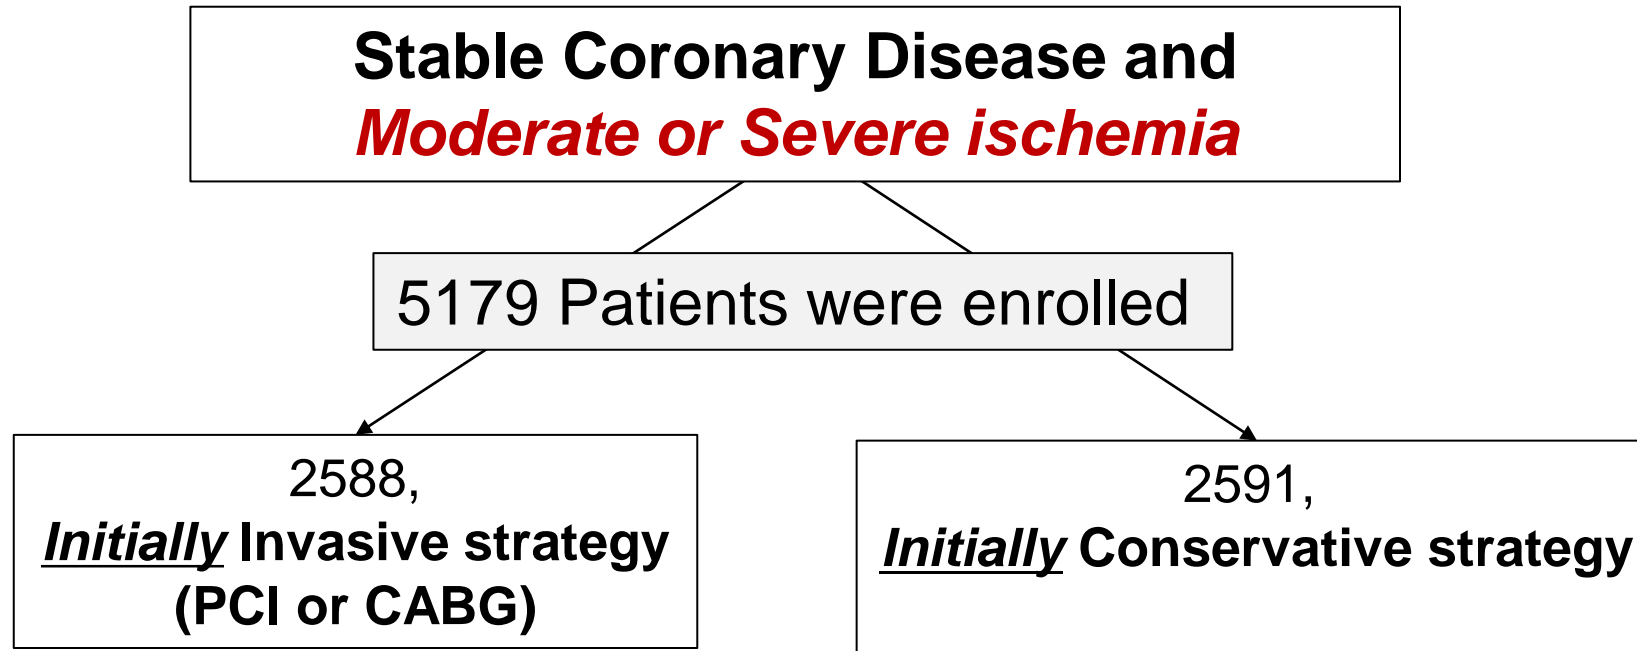 Stable Coronary Disease and
Moderate or Severe ischemia
5179 Patients were enrolled
2588,
Initially Invasive strategy
(PCI or CABG)
2591,
Initially Conservative strategy